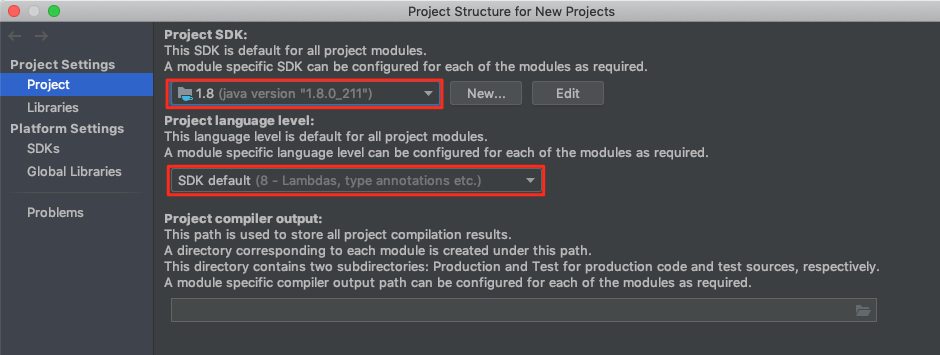 Project Structure for New Projects
Project Settings
Project
Libraries
Platform Settings
SDKs
Global Libraries
Problems
Project SDK:
This SDK is default for all project modules.
A module specific SDK can be configured for each of the modules as required.
1.8 (java version "1.8.0_211")
New...
Edit
Project language level:
This language level is default for all project modules.
A module specific language level can be configured for each of the modules as required.
SDK default (8 - Lambdas, type annotations etc.)
Project compiler output:
This path is used to store all project compilation results.
A directory corresponding to each module is created under this path.
This directory contains two subdirectories: Production and Test for production code and test sources, respectively.
A module specific compiler output path can be configured for each of the modules as required.